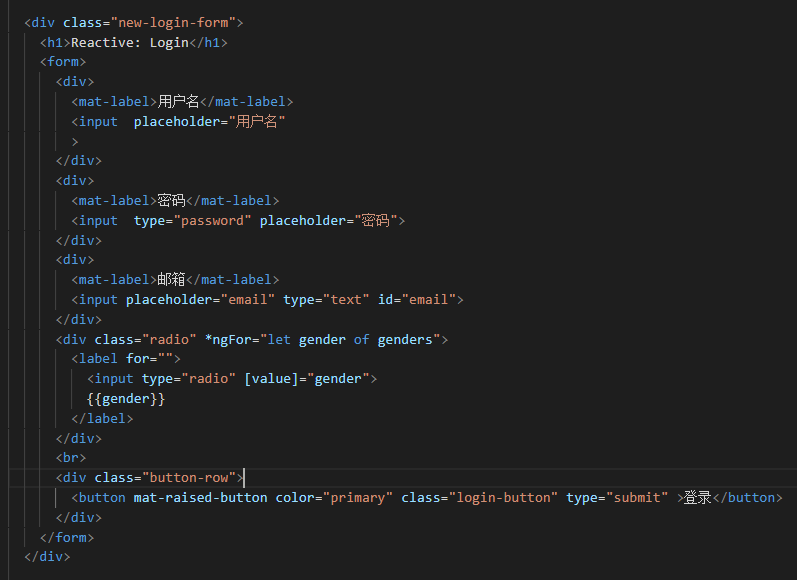 <div class="new-login-form">
<h1>Reactive: Login</h1>
<form>
<div>
<mat-label>用户名</mat-label>
<input  placeholder="用户名"
>
</div>
<div>
<mat-label>密码</mat-label>
<input  type="password" placeholder="密码">
</div>
<div>
<mat-label>邮箱</mat-label>
<input placeholder="email" type="text" id="email">
</div>
<div class="radio" *ngFor="let gender of genders">
<label for="">
<input type="radio" [value]="gender">
{{gender}}
</label>
</div>
<br>
<div class="button-row">
<button mat-raised-button color="primary" class="login-button" type="submit" >登录</button>
</div>
</form>
</div>